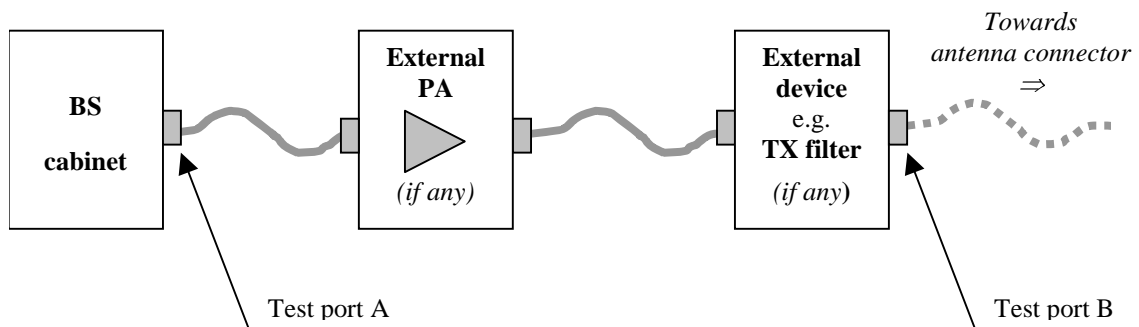 BS
cabinet
External
PA
(if any)
External
device
e.g.
TX filter
(if any)
Towards
antenna connector
⇒
Test port A
Test port B